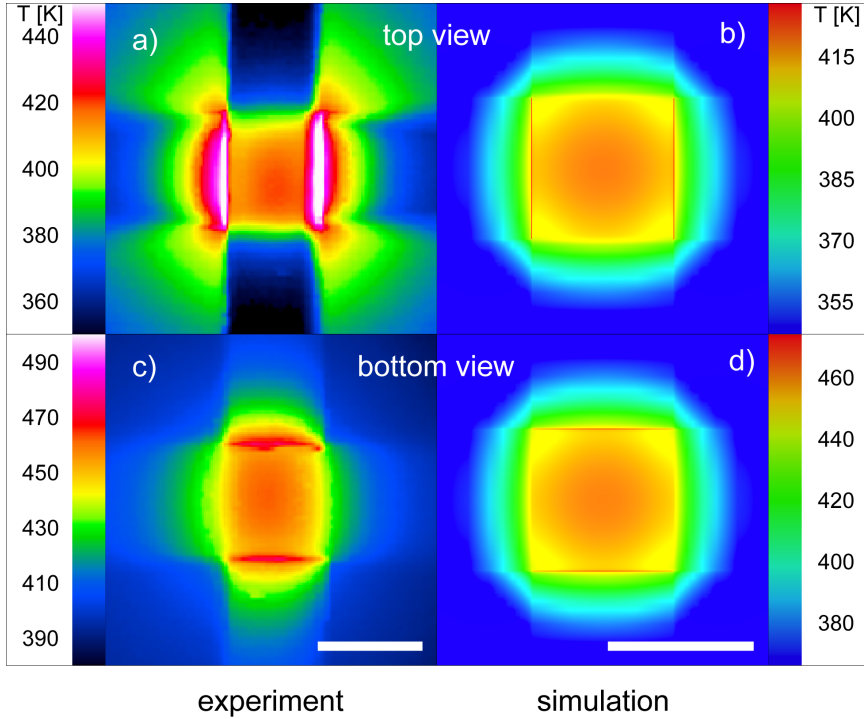 T [K]
T [K]
a)
top view
b)
440
420
400
380
360
415
400
385
370
355
c)
bottom view
d)
490
470
450
430
410
390
460
440
420
400
380
experiment
simulation